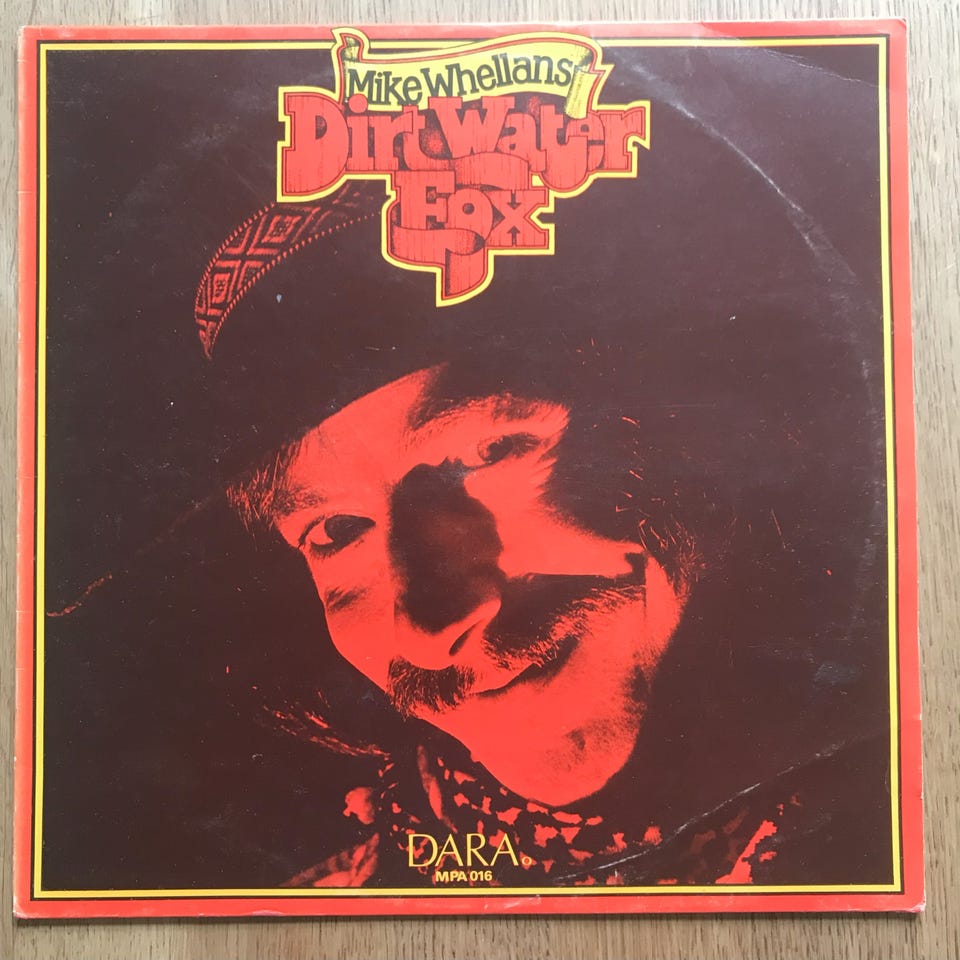 Mike Whellans
Dirt Water
Fox
DARA
MPA 016